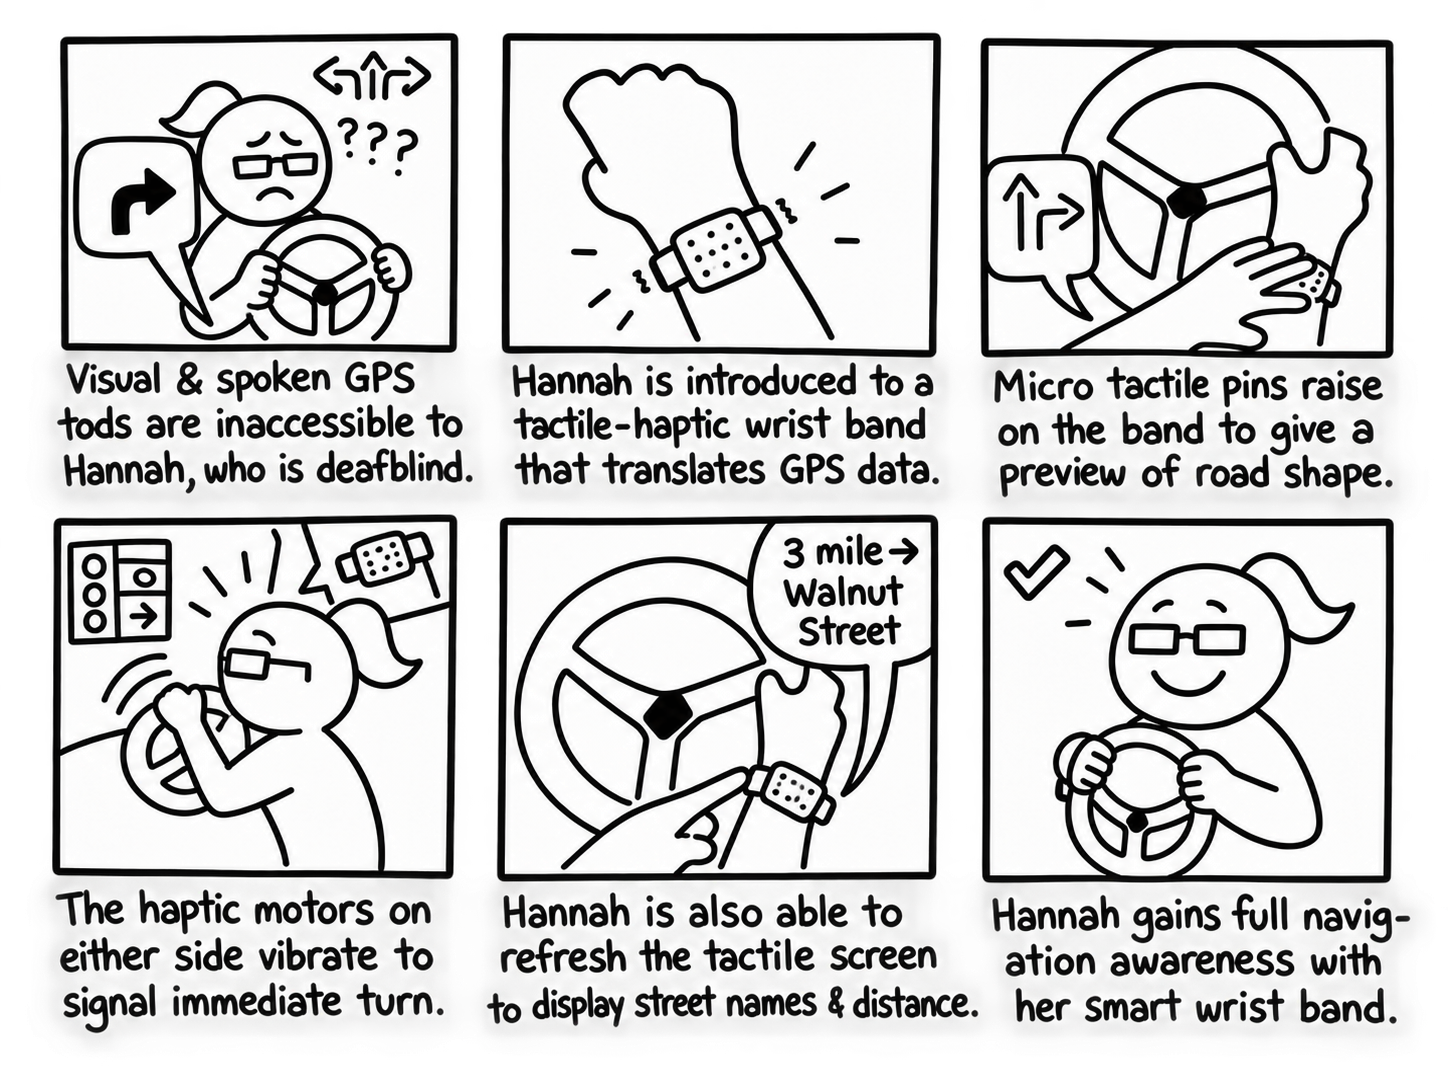 ???
Visual & spoken GPS
tods are inaccessible to
Hannah, who is deafblind.
Hannah is introduced to a
tactile-haptic wrist band
that translates GPS data.
Micro tactile pins raise
on the band to give a
preview of road shape.
The haptic motors on
either side vibrate to
signal immediate turn.
3 mile→
Walnut
Street
Hannah is also able to
refresh the tactile screen
to display street names & distance.
Hannah gains full navig-
ation awareness with
her smart wrist band.